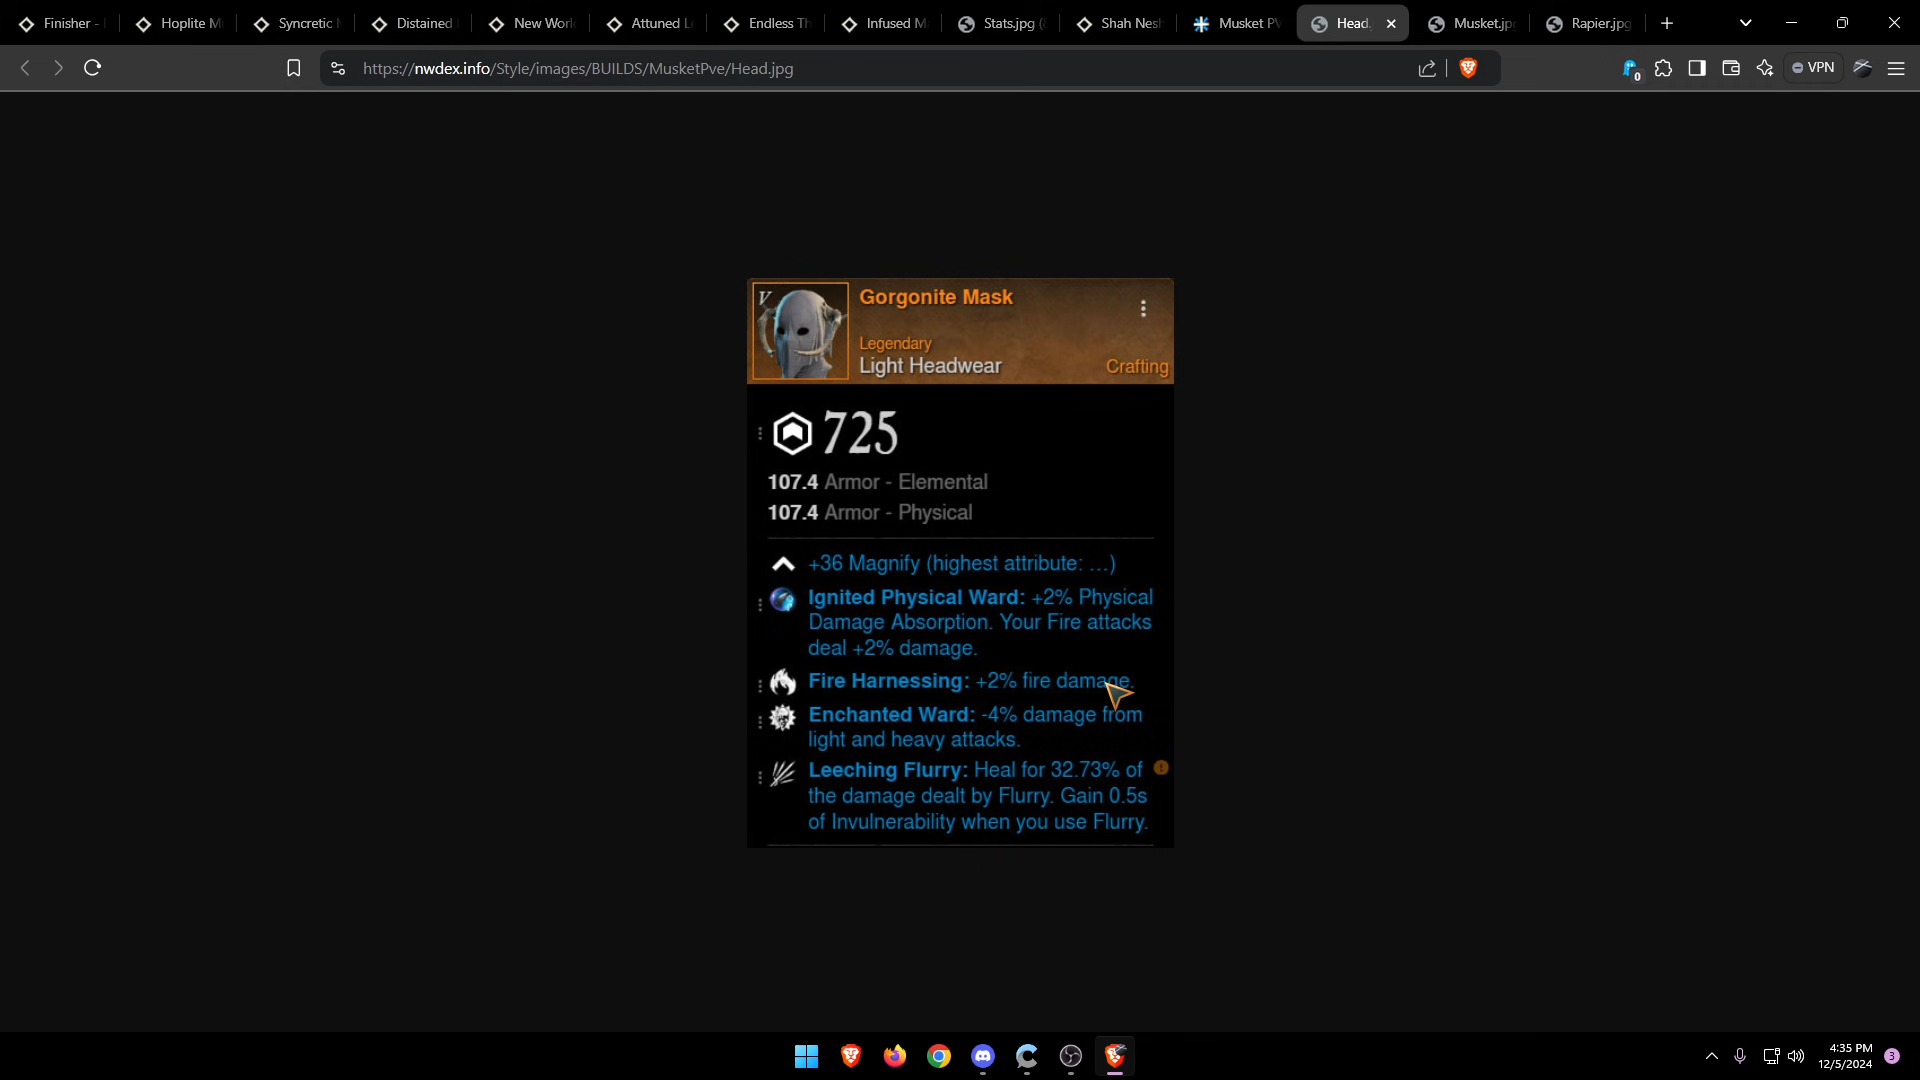 Finisher -
Hoplite M
Syncretic
Distained
New Worl
Attuned L
Endless Th
Infused M
Stats.jpg (
Shah Nesh
Musket PV
Head.
Musket.jp
Rapier.jpg
https://nwdex.info/Style/images/BUILDS/MusketPve/Head.jpg
0
VPN
V
Gorgonite Mask
Legendary
Light Headwear
Crafting
725
107.4 Armor - Elemental
107.4 Armor - Physical
+36 Magnify (highest attribute: ...)
Ignited Physical Ward: +2% Physical
Damage Absorption. Your Fire attacks
deal +2% damage.
Fire Harnessing: +2% fire damage.
Enchanted Ward: -4% damage from
light and heavy attacks.
Leeching Flurry: Heal for 32.73% of
the damage dealt by Flurry. Gain 0.5s
of Invulnerability when you use Flurry.
4:35 PM
12/5/2024
3